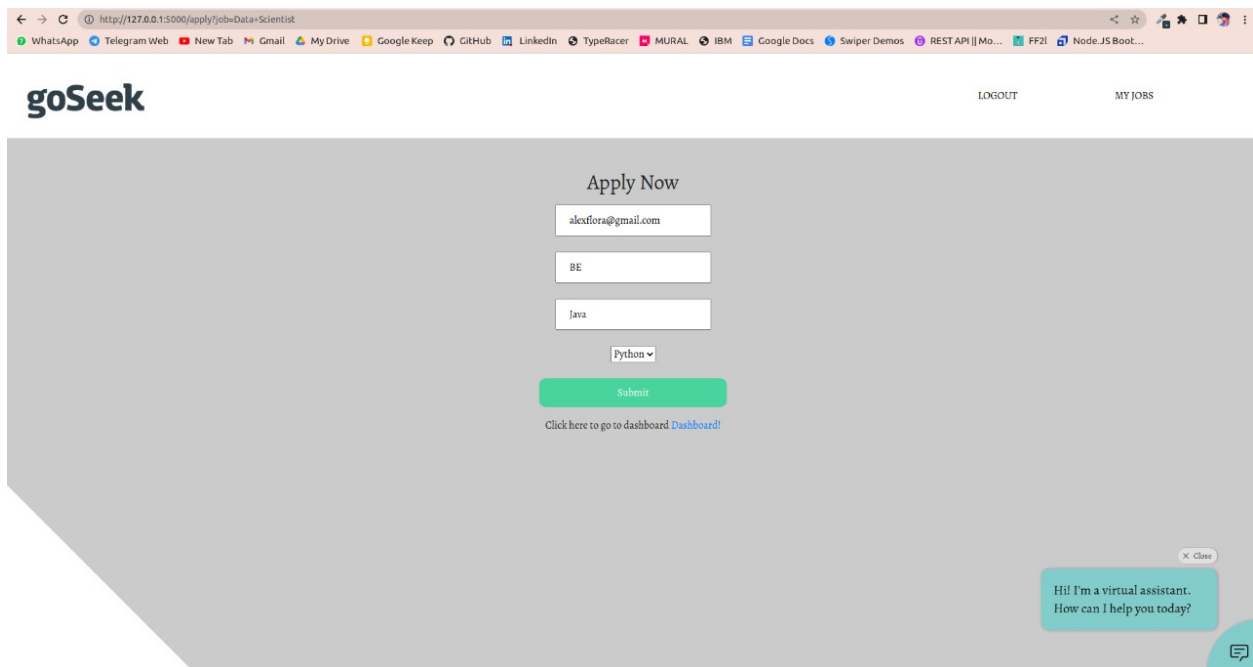 http://127.0.0.1:5000/apply?job=Data+Scientist
WhatsApp Telegram Web New Tab Gmail My Drive Google Keep GitHub LinkedIn TypeRacer MURAL IBM Google Docs Swiper Demos REST API || Mo... FF2l Node.JS Boot...
goSeek LOGOUT MY JOBS
Apply Now
alexflora@gmail.com
BE
Java
Python
Submit
Click here to go to dashboard Dashboard!
× Close
Hi! I'm a virtual assistant.
How can I help you today?